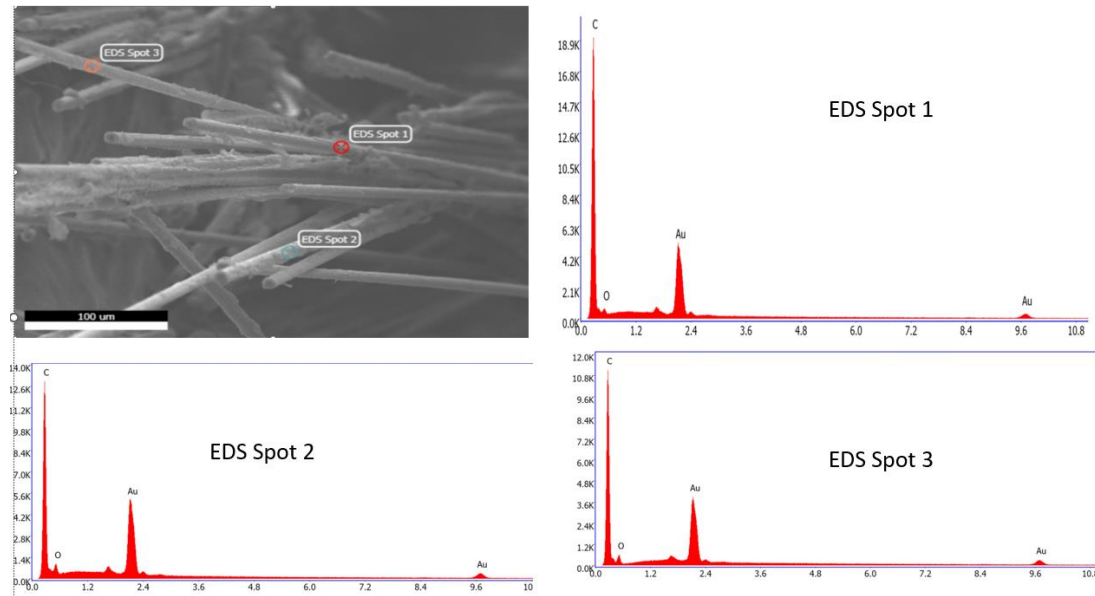 EDS Spot 3
EDS Spot 1
EDS Spot 2
100 µm
C
18.9K
16.8K
14.7K
12.6K
10.5K
18.9K
6.3K
4.2K
2.1K
0.0K
EDS Spot 1
Au
O
Au
0.0 1.2 2.4 3.6 4.8 6.0 7.2 8.4 9.6 10.8
14.0K
12.6K
11.2K
9.8K
8.4K
7.0K
5.6K
4.2K
2.8K
1.4K
0.0K
C
EDS Spot 2
Au
O
Au
0.0 1.2 2.4 3.6 4.8 6.0 7.2 8.4 9.6
12.0K
10.8K
9.6K
8.4K
7.2K
6.0K
4.8K
3.6K
2.4K
1.2K
0.0K
C
EDS Spot 3
Au
O
Au
0.0 1.2 2.4 3.6 4.8 6.0 7.2 8.4 9.6 10.8